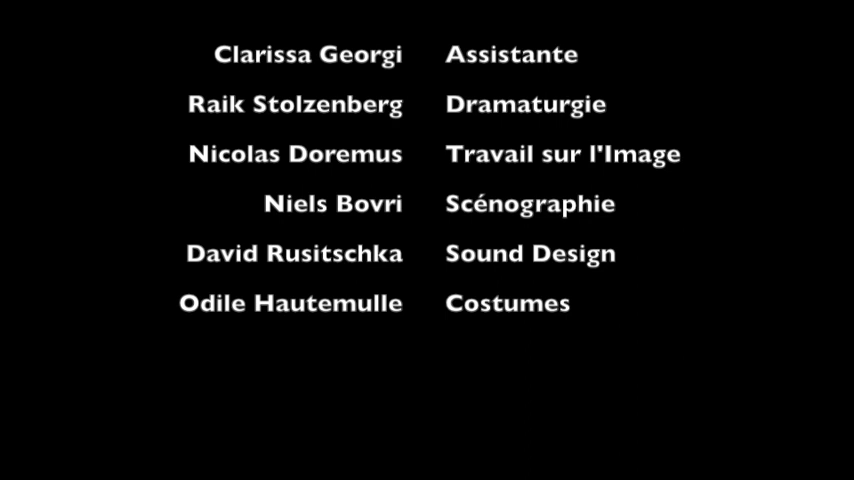 Clarissa Georgi Assistante
Raik Stolzenberg Dramaturgie
Nicolas Doremus Travail sur l'Image
Niels Bovri Scénographie
David Rusitschka Sound Design
Odile Hautemulle Costumes